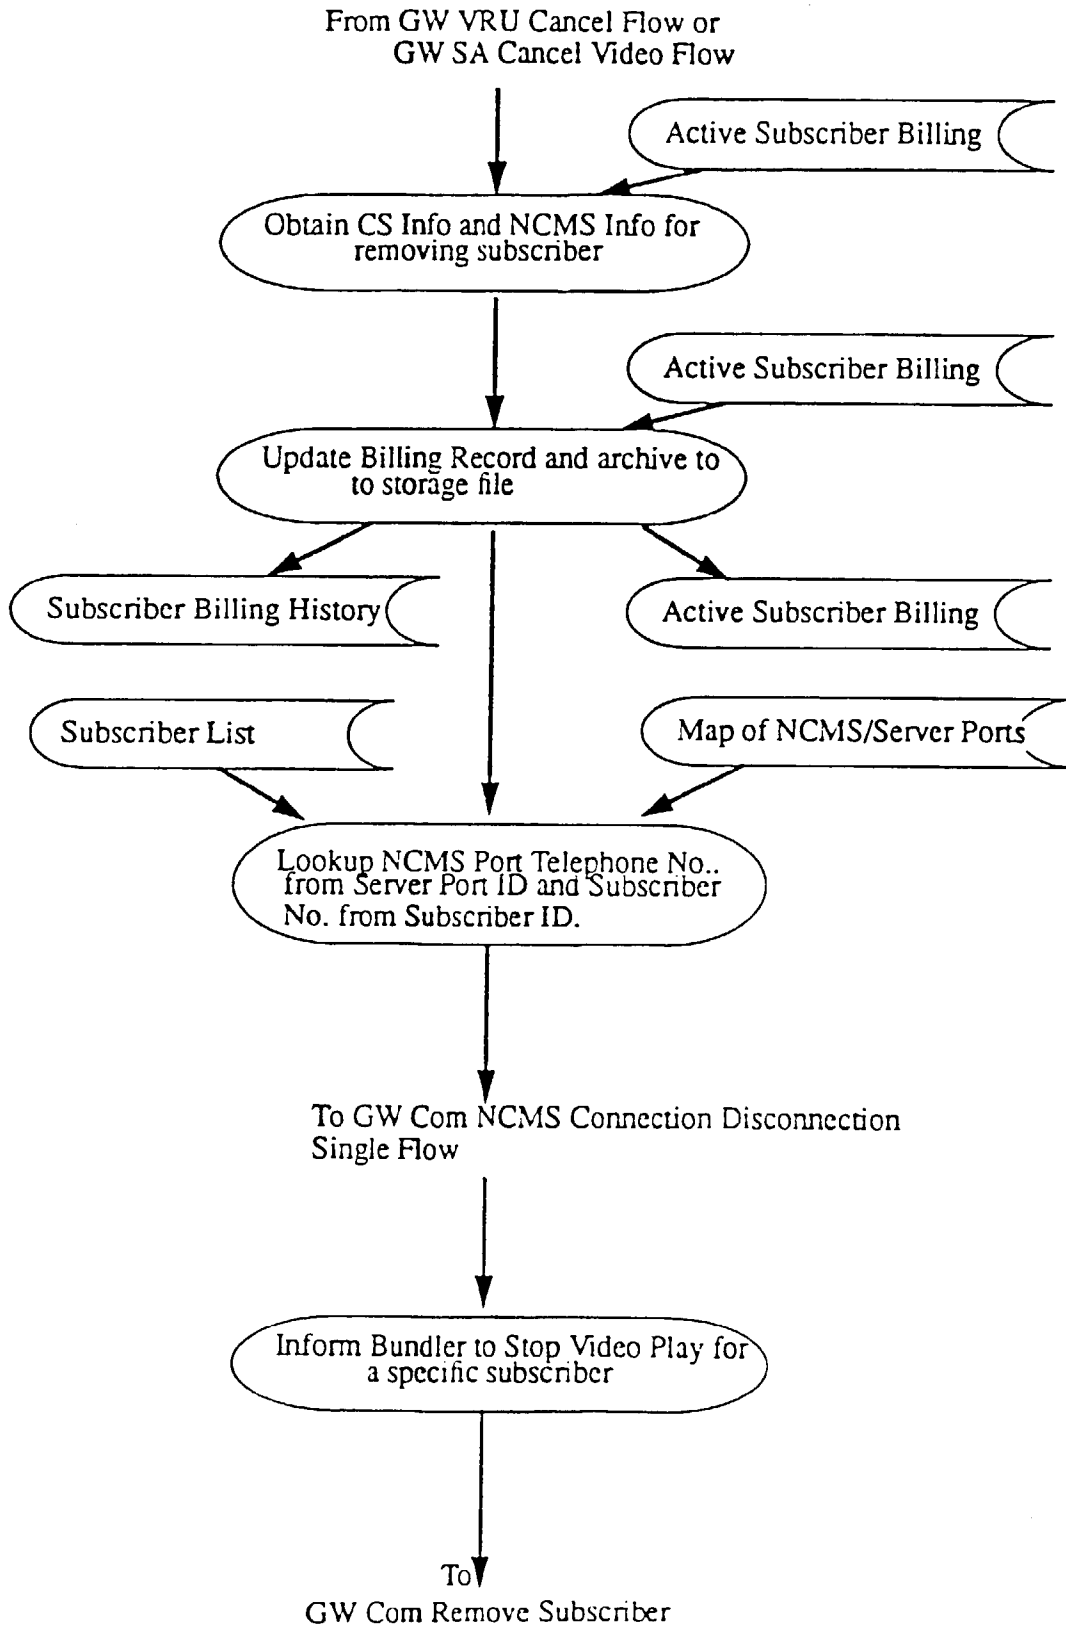 From GW VRU Cancel Flow or
GW SA Cancel Video Flow
Active Subscriber Billing
Obtain CS Info and NCMS Info for
removing subscriber
Active Subscriber Billing
Update Billing Record and archive to
to storage file
Subscriber Billing History
Active Subscriber Billing
Subscriber List
Map of NCMS/Server Ports
Lookup NCMS Port Telephone No..
from Server Port ID and Subscriber
No. from Subscriber ID.
To GW Com NCMS Connection Disconnection
Single Flow
Inform Bundler to Stop Video Play for
a specific subscriber
To
GW Com Remove Subscriber